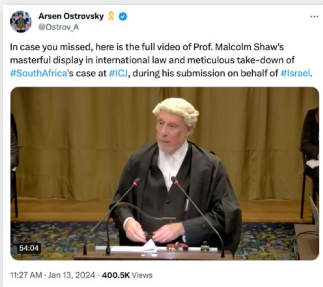 Arsen Ostrovsky 🎗️
@Ostrov_A
In case you missed, here is the full video of Prof. Malcolm Shaw's
masterful display in international law and meticulous take-down of
#SouthAfrica's case at #ICJ, during his submission on behalf of #Israel.
54:04
11:27 AM · Jan 13, 2024 · 400.5K Views